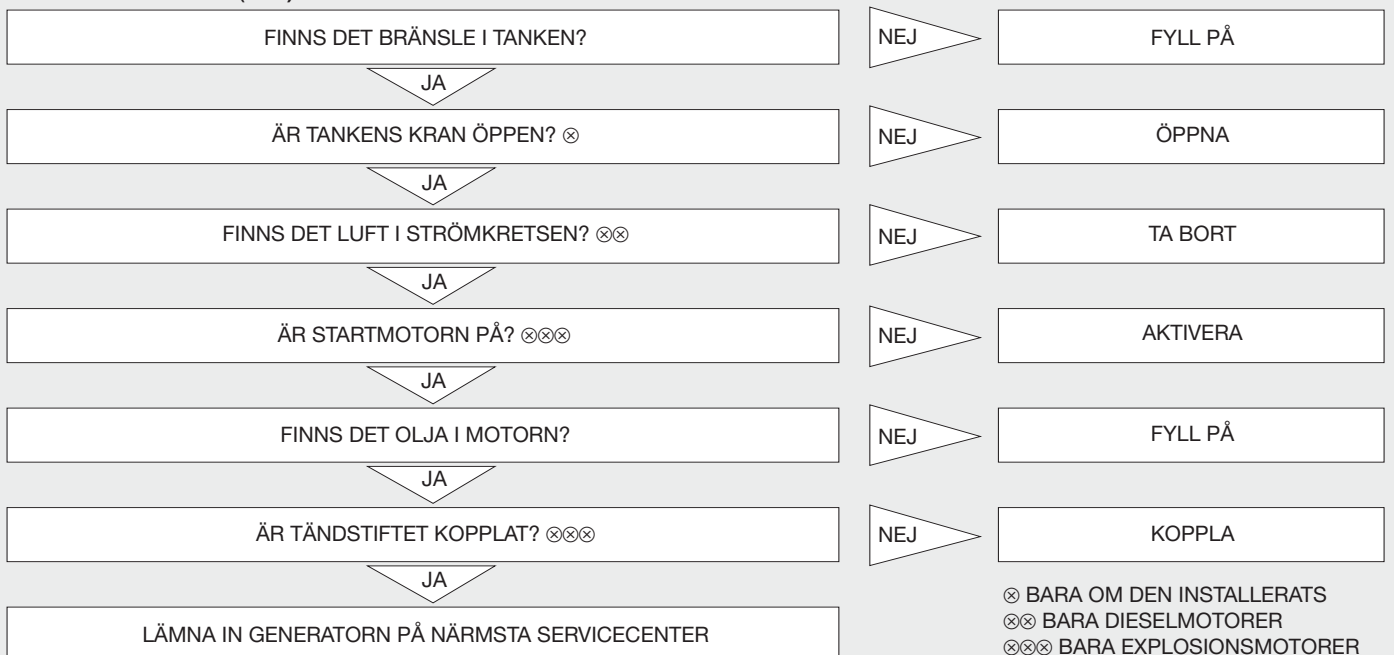 FINNS DET BRÄNSLE I TANKEN?
NEJ
FYLL PÅ
JA
ÄR TANKENS KRAN ÖPPEN? ⊗
NEJ
ÖPPNA
JA
FINNS DET LUFT I STRÖMKRETSEN? ⊗⊗
NEJ
TA BORT
JA
ÄR STARTMOTORN PÅ? ⊗⊗⊗
NEJ
AKTIVERA
JA
FINNS DET OLJA I MOTORN?
NEJ
FYLL PÅ
JA
ÄR TÄNDSTIFTET KOPPLAT? ⊗⊗⊗
NEJ
KOPPLA
JA
LÄMNA IN GENERATORN PÅ NÄRMSTA SERVICECENTER
⊗ BARA OM DEN INSTALLERATS
⊗⊗ BARA DIESELMOTORER
⊗⊗⊗ BARA EXPLOSIONSMOTORER